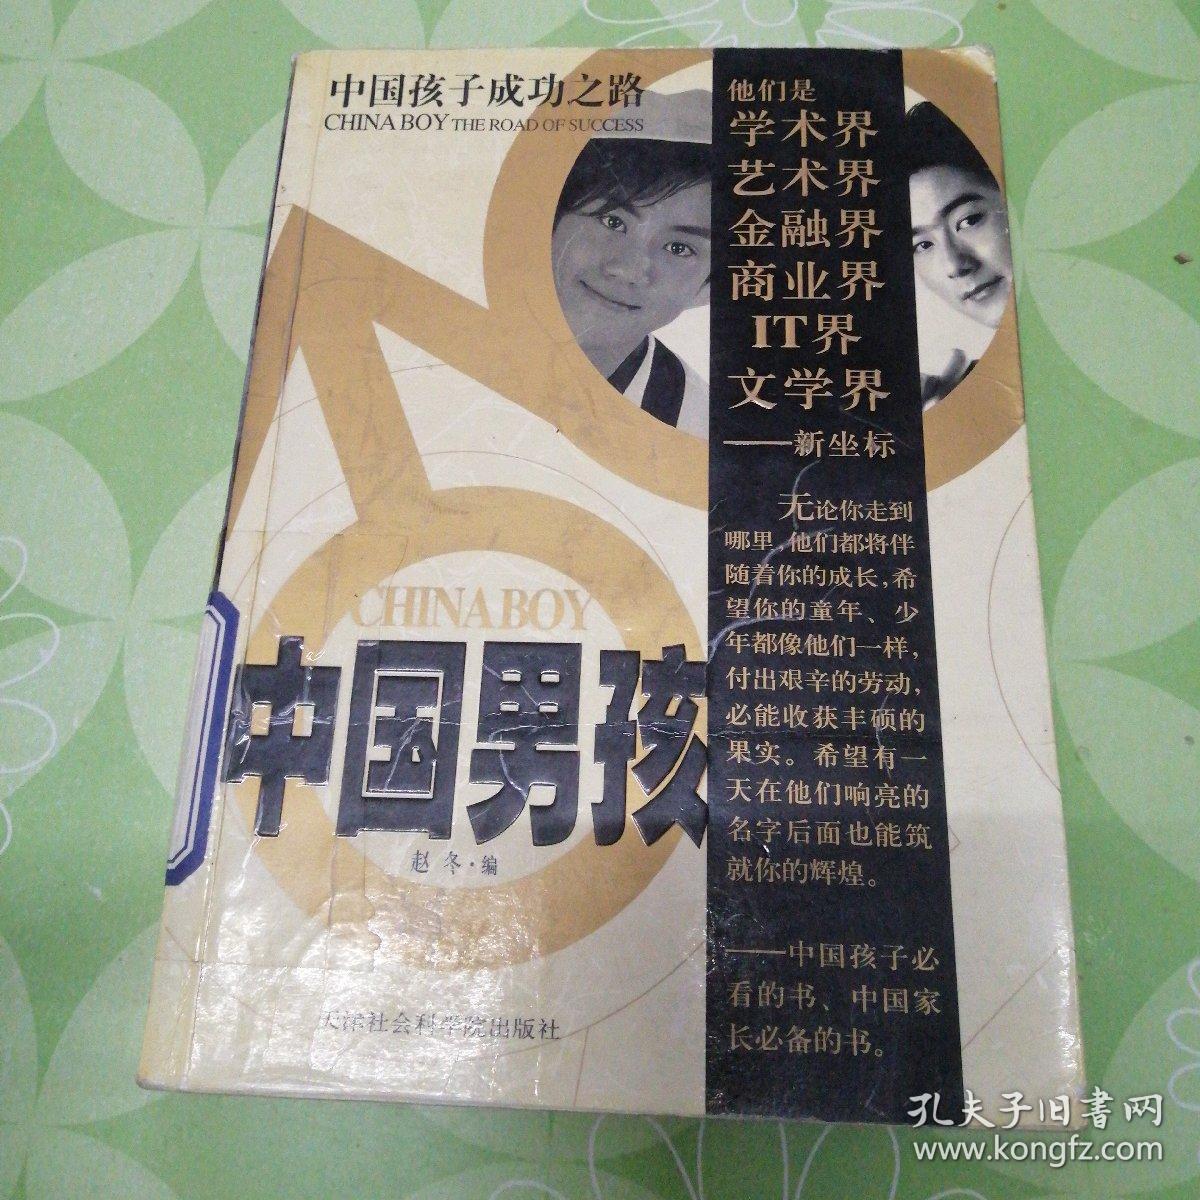 中国孩子成功之路
CHINA BOY THE ROAD OF SUCCESS
他们是
学术界
艺术界
金融界
商业界
IT界
文学界
——新坐标
无论你走到
哪里,他们都将伴
随着你的成长,希
望你的童年、少
年都像他们一样,
付出艰辛的劳动,
必能收获丰硕的
果实。希望有一
天在他们响亮的
名字后面也能筑
就你的辉煌。
——中国孩子必
看的书、中国家
长必备的书。
CHINA BOY
中国男孩
赵冬·编
天津社会科学院出版社
孔夫子旧書网
www.kongfz.com